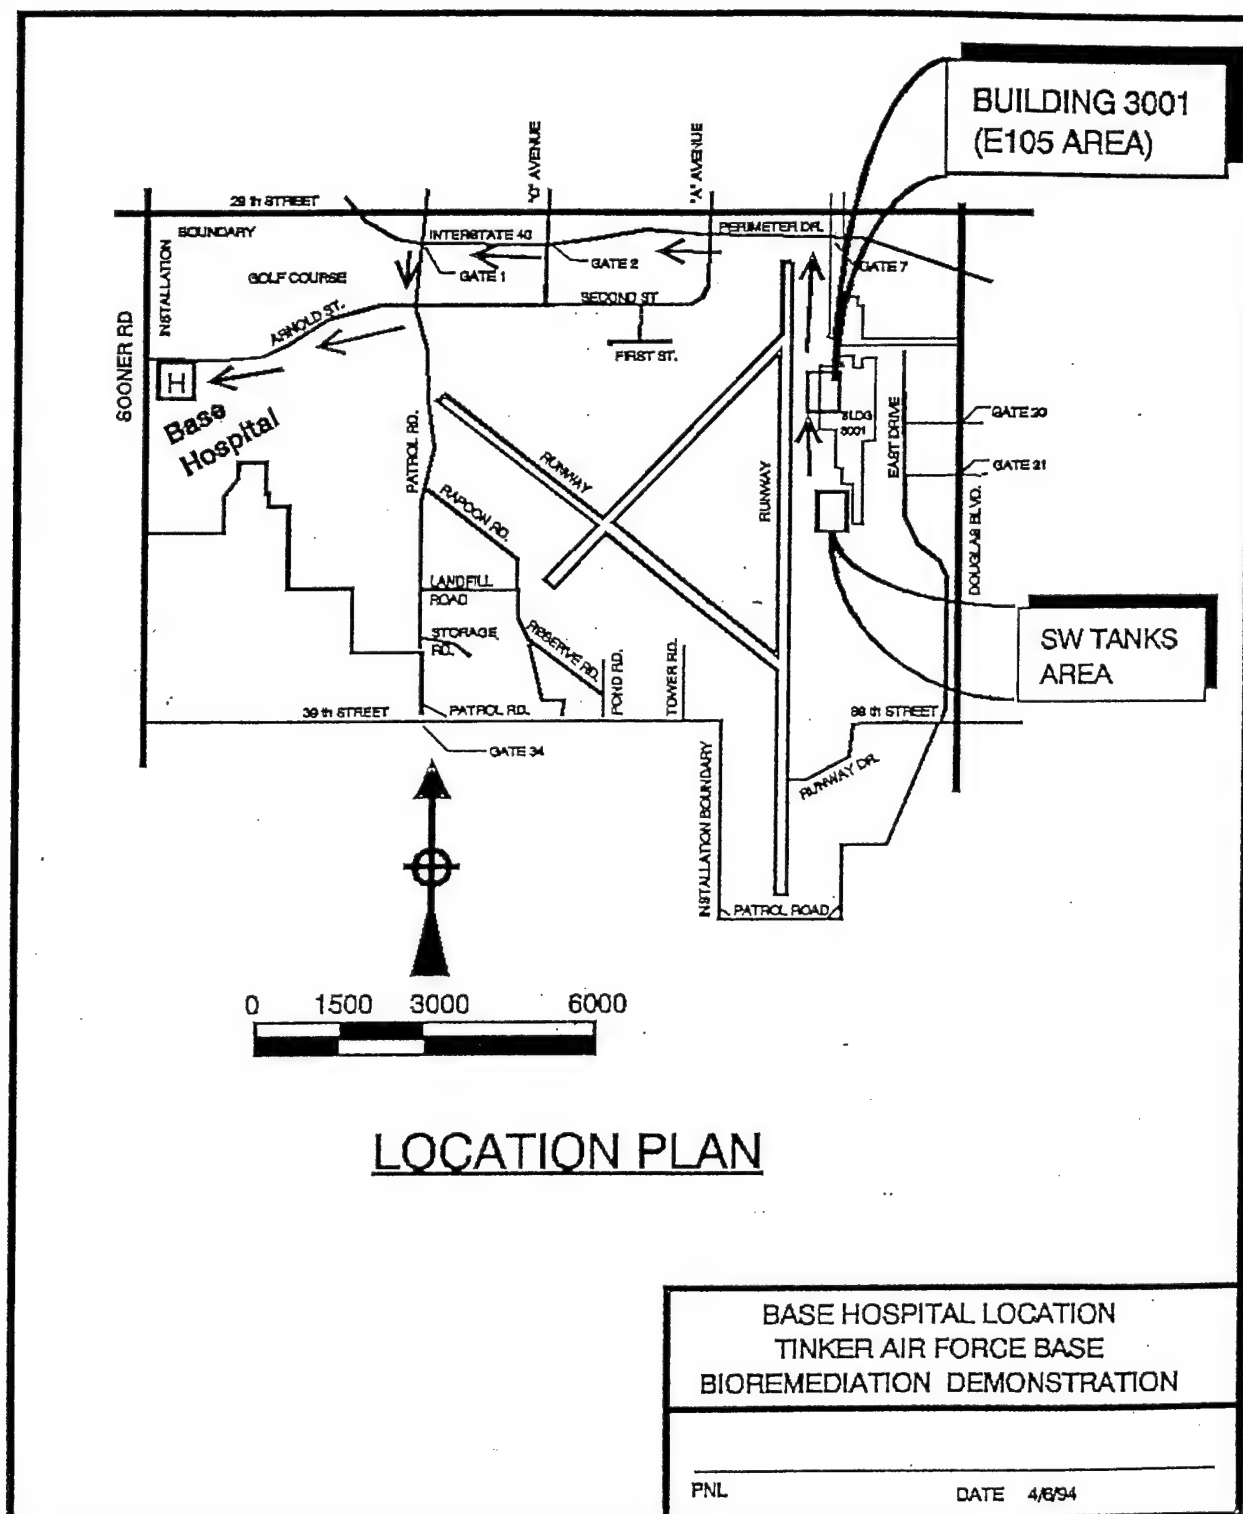 BUILDING 3001
(E105 AREA)
"C" AVENUE
"A" AVENUE
29 th STREET
BOUNDARY
INTERSTATE 40
PERIMETER DR.
INSTALLATION
GATE 1
GATE 2
GATE 7
GOLF COURSE
SECOND ST
ARNOLD ST.
FIRST ST.
SOONER RD
H
Base
Hospital
BLDG
3001
EAST DRIVE
GATE 20
GATE 21
PATROL RD.
RUNWAY
RUNWAY
RAPCON RD.
DOUGLAS BLVD.
LANDFILL
ROAD
STORAGE
RD.
RESERVE RD.
POND RD.
TOWER RD.
SW TANKS
AREA
39 th STREET
PATROL RD.
59 th STREET
GATE 34
INSTALLATION BOUNDARY
RUNWAY DR.
PATROL ROAD
0 1500 3000 6000
LOCATION PLAN
BASE HOSPITAL LOCATION
TINKER AIR FORCE BASE
BIOREMEDIATION DEMONSTRATION
PNL
DATE 4/6/94